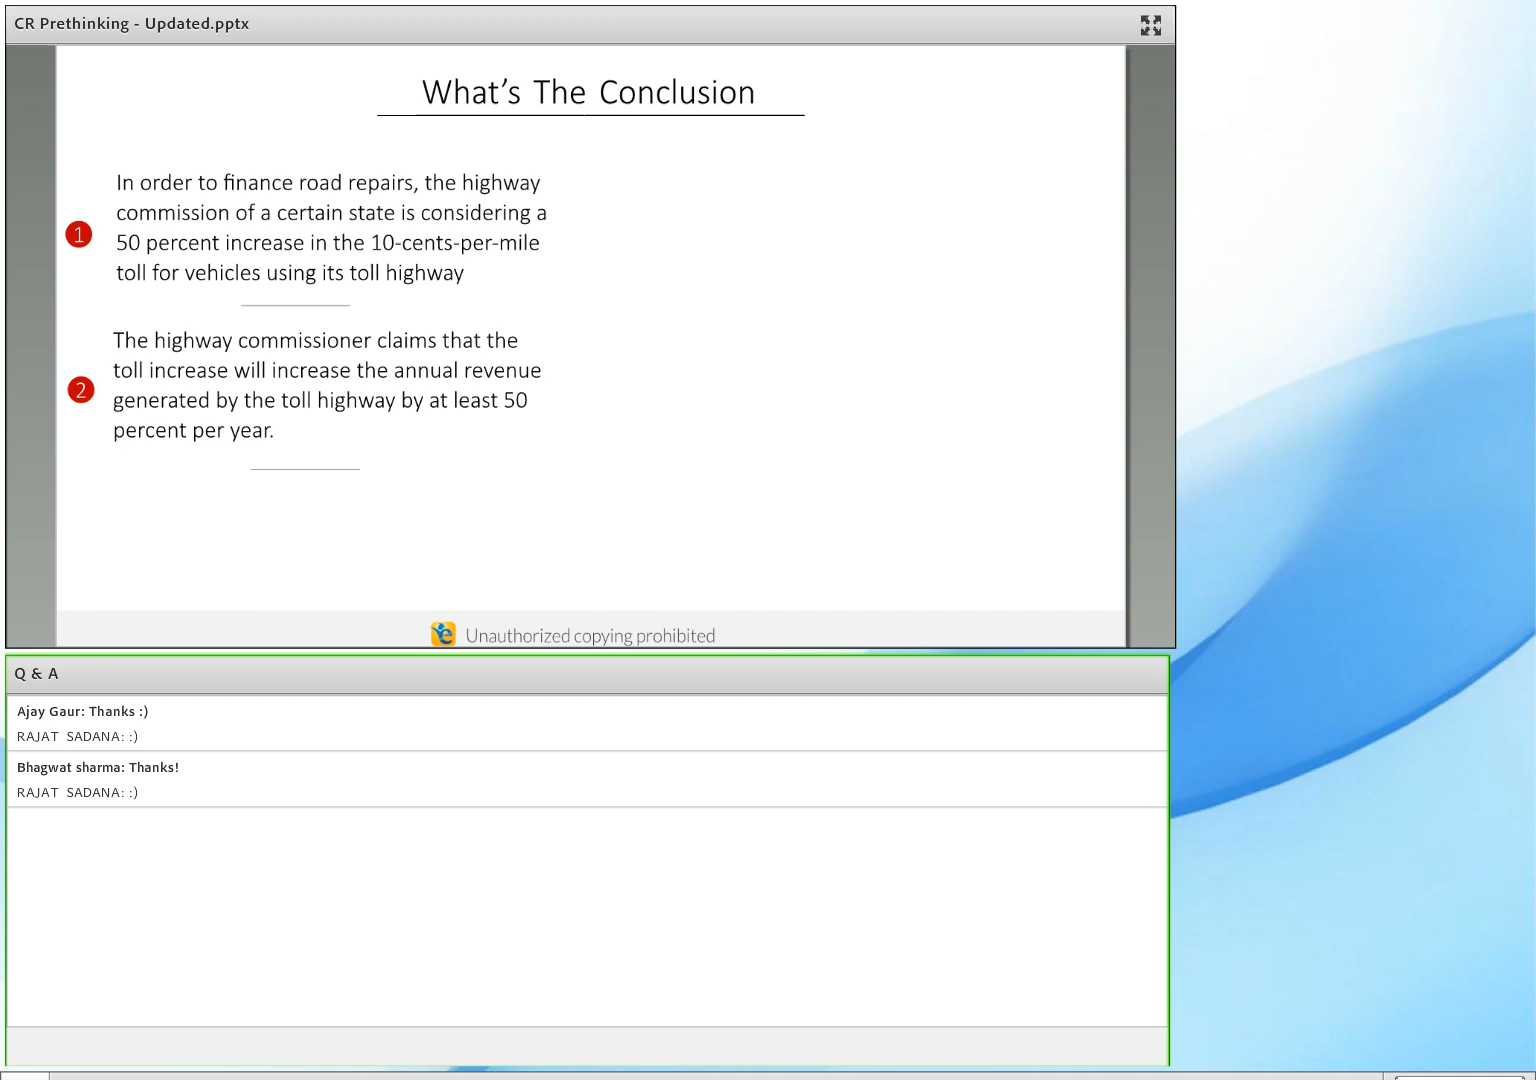 CR Prethinking - Updated.pptx
What's The Conclusion
1
In order to finance road repairs, the highway
commission of a certain state is considering a
50 percent increase in the 10-cents-per-mile
toll for vehicles using its toll highway
2
The highway commissioner claims that the
toll increase will increase the annual revenue
generated by the toll highway by at least 50
percent per year.
Unauthorized copying prohibited
Q & A
Ajay Gaur: Thanks :)
RAJAT SADANA: :)
Bhagwat sharma: Thanks!
RAJAT SADANA: :)